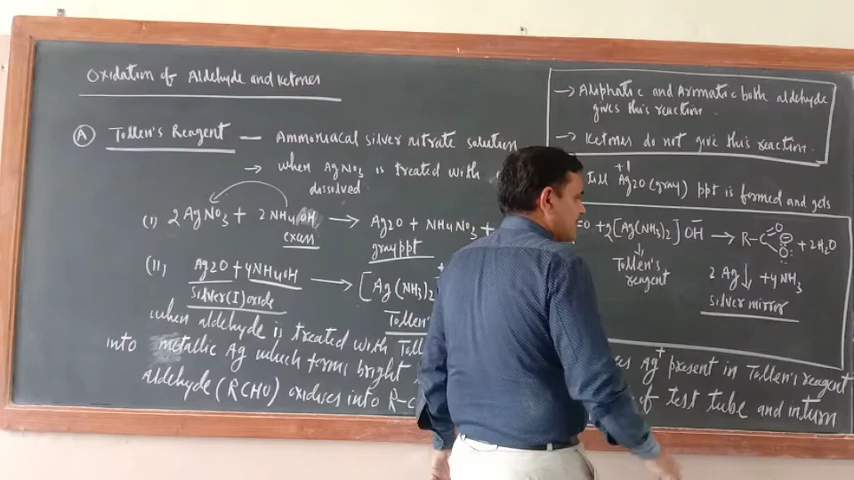 Oxidation of Aldehyde and Ketones
→ Aliphatic and Armatic both aldehyde
gives this reaction.
→ Ketones do not give this reaction.
(A) Tollen's Reagent — Ammoniacal silver nitrate solution
→ when AgNO3 is treated with
till Ag2O (gray) ppt is formed and gets
+1
dissolved.
(I) 2AgNO3 + 2NH4OH → Ag2O + NH4NO3 +
excess
gray ppt
(II) Ag2O + 4NH4OH → [Ag(NH3)2
Silver(I)oxide
Tollen's
+2[Ag(NH3)2]OH → R-C + 2H2O
O
O
Tollen's
reagent
2Ag↓ + 4NH3
silver mirror
when aldehyde is treated with
Ag+ present in Tollen's reagent
into metallic Ag which forms bright
of test tube and inturn
Aldehyde (RCHO) oxidises into R-C